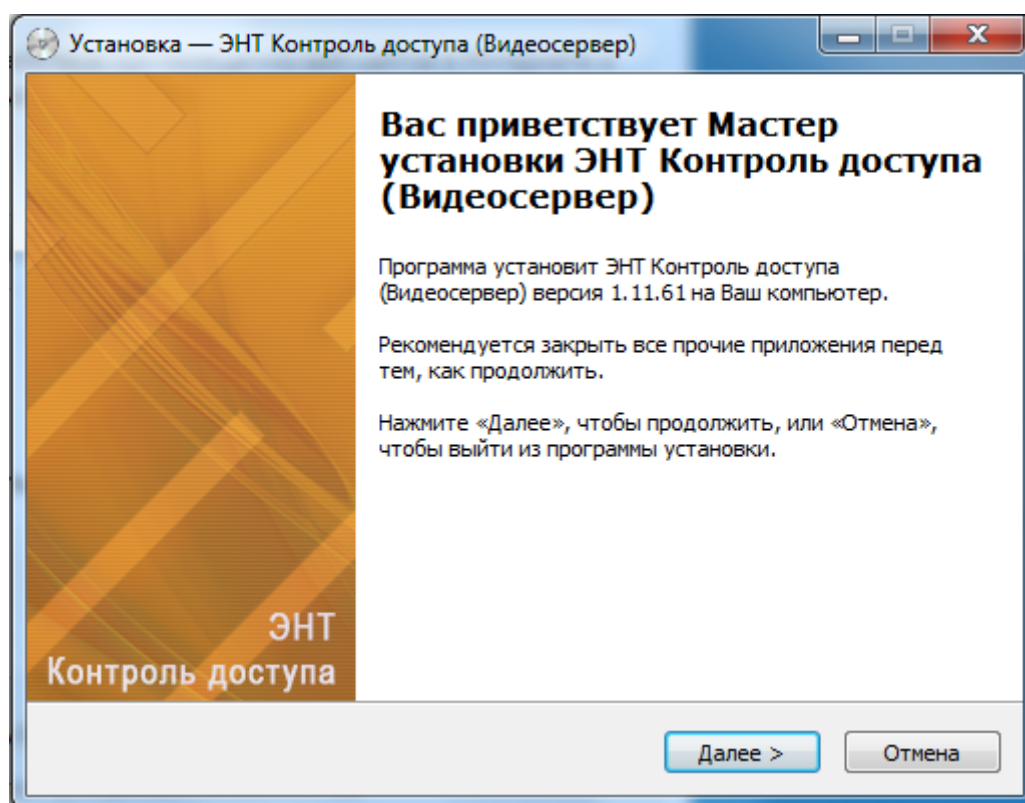 Установка — ЭНТ Контроль доступа (Видеосервер)
Вас приветствует Мастер
установки ЭНТ Контроль доступа
(Видеосервер)
Программа установит ЭНТ Контроль доступа
(Видеосервер) версия 1.11.61 на Ваш компьютер.
Рекомендуется закрыть все прочие приложения перед
тем, как продолжить.
Нажмите «Далее», чтобы продолжить, или «Отмена»,
чтобы выйти из программы установки.
ЭНТ
Контроль доступа
Далее >
Отмена